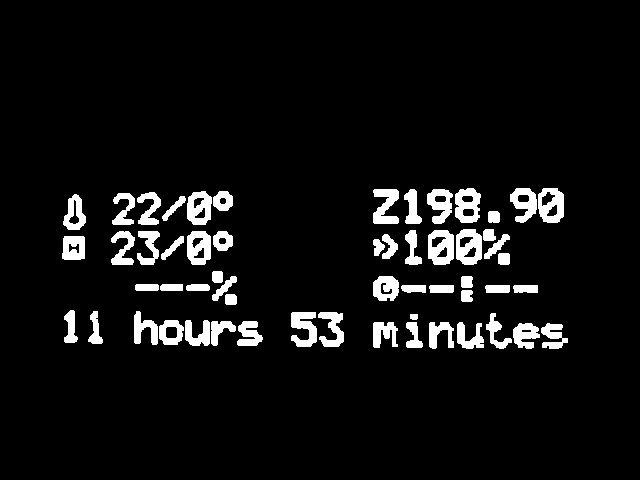 22/0° Z198.90
23/0° »100%
---% --:--
11 hours 53 minutes